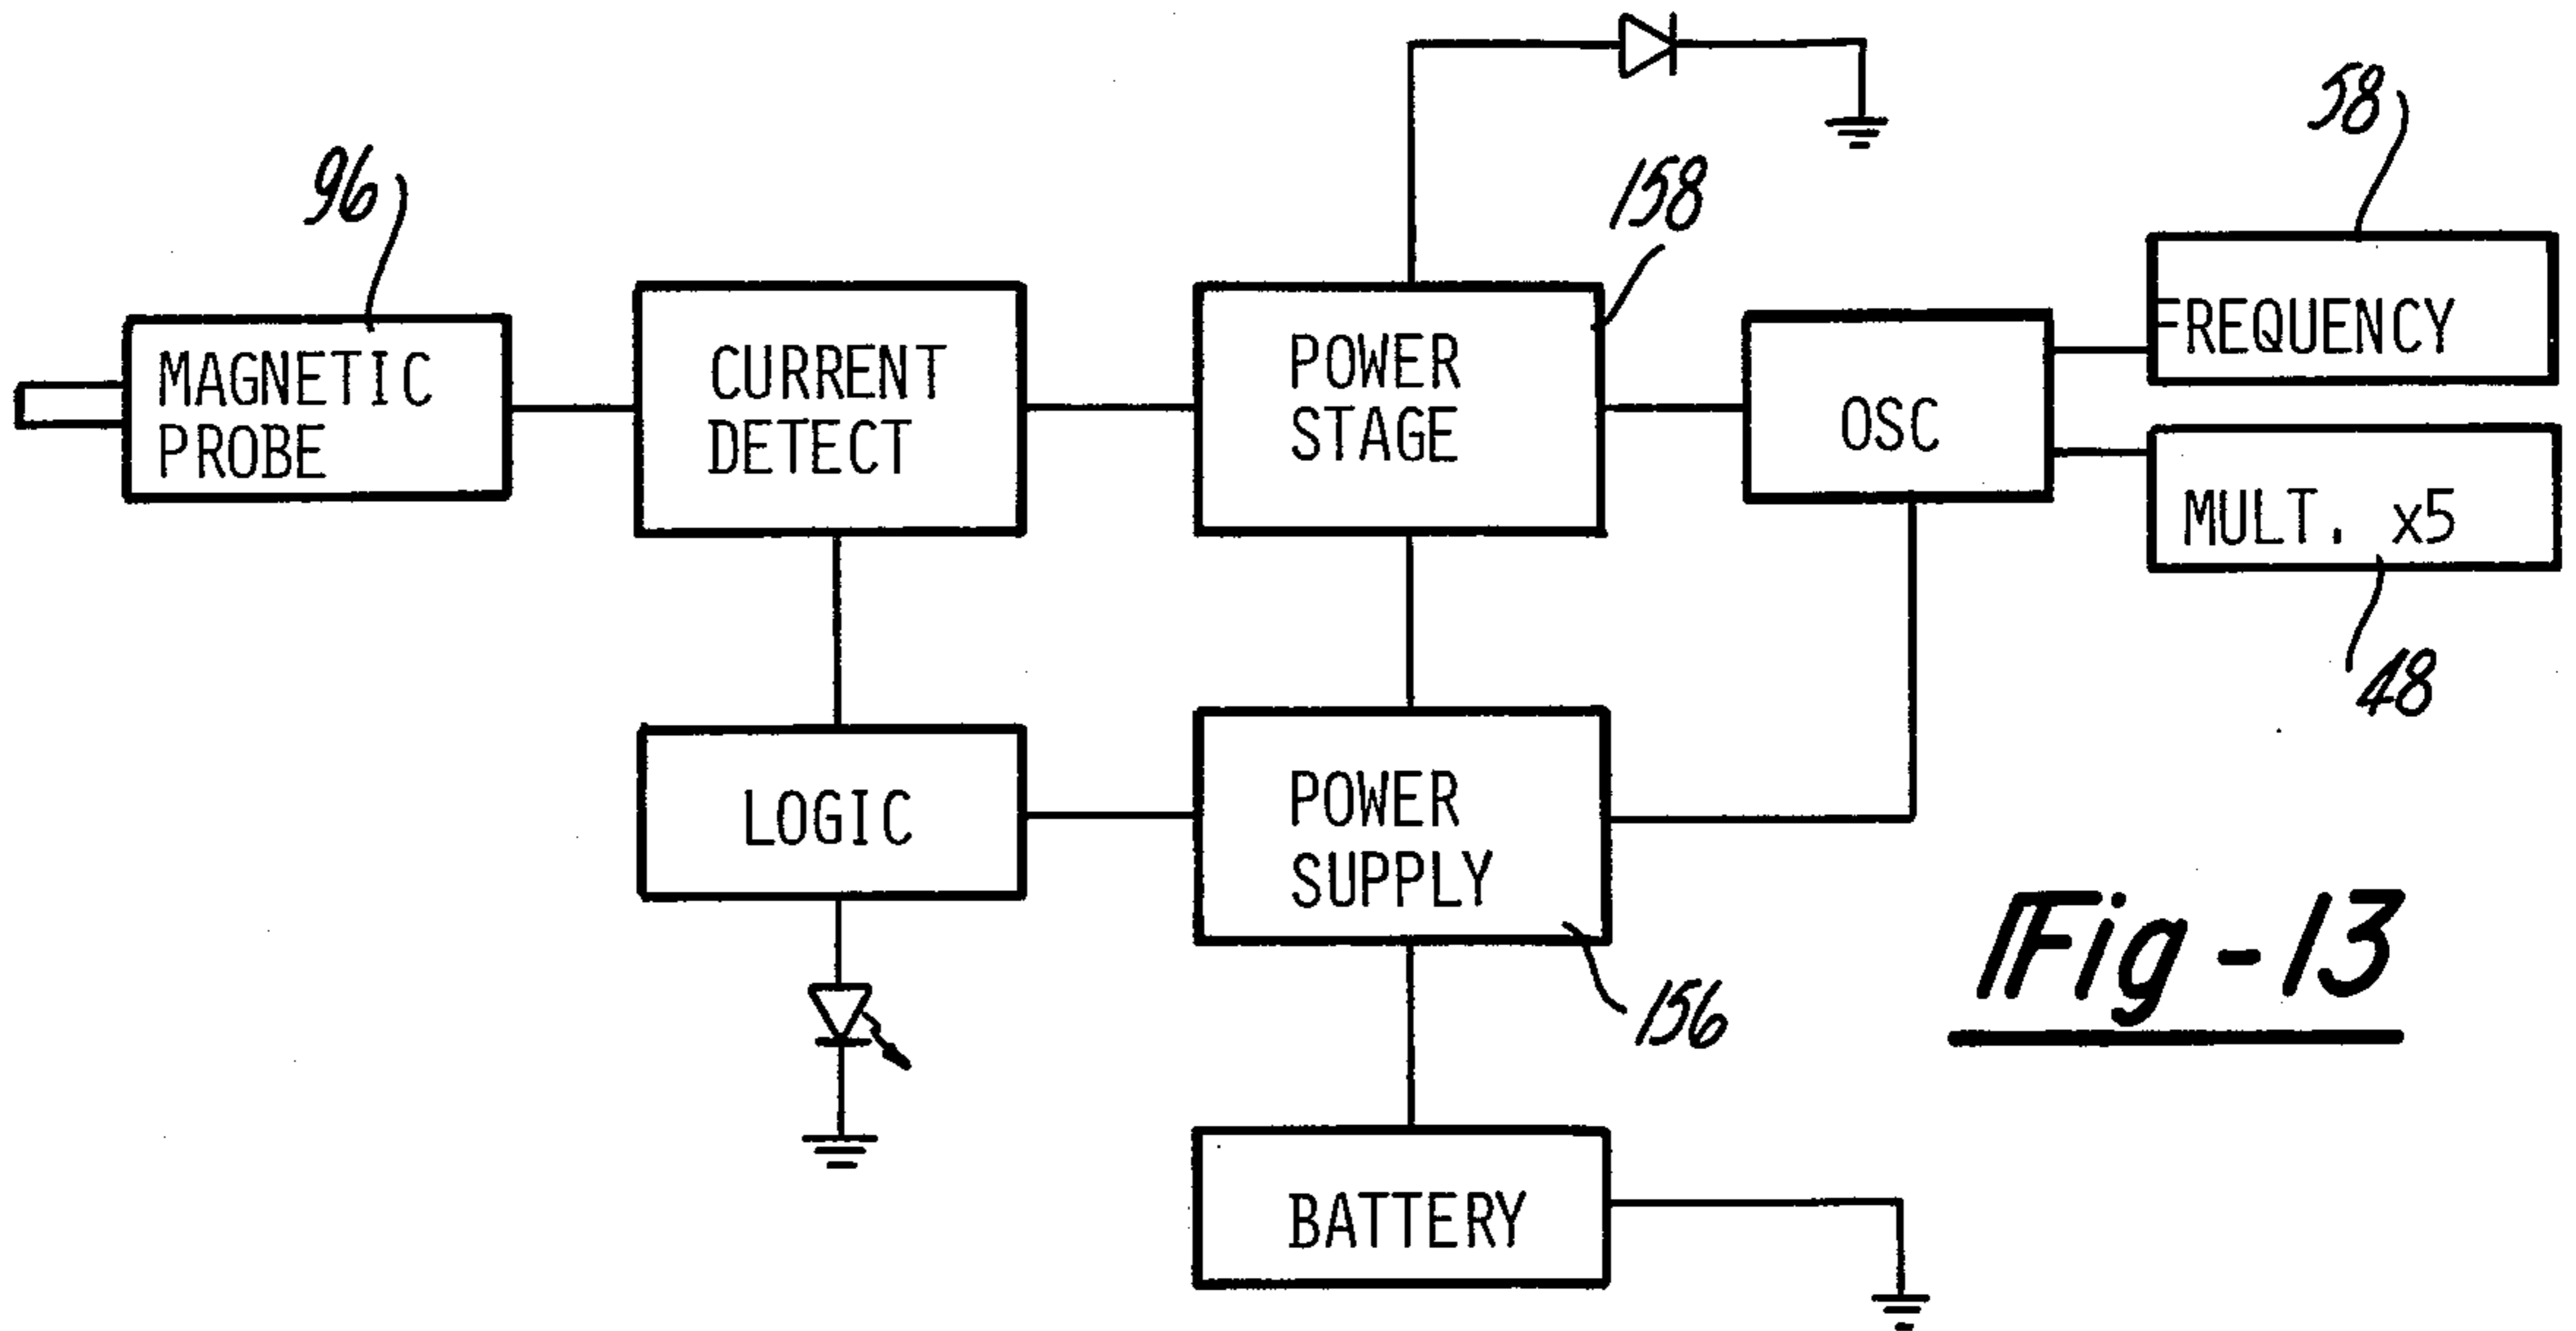 58
96
158
MAGNETIC
PROBE
CURRENT
DETECT
POWER
STAGE
OSC
FREQUENCY
MULT. x5
48
LOGIC
POWER
SUPPLY
156
Fig-13
BATTERY